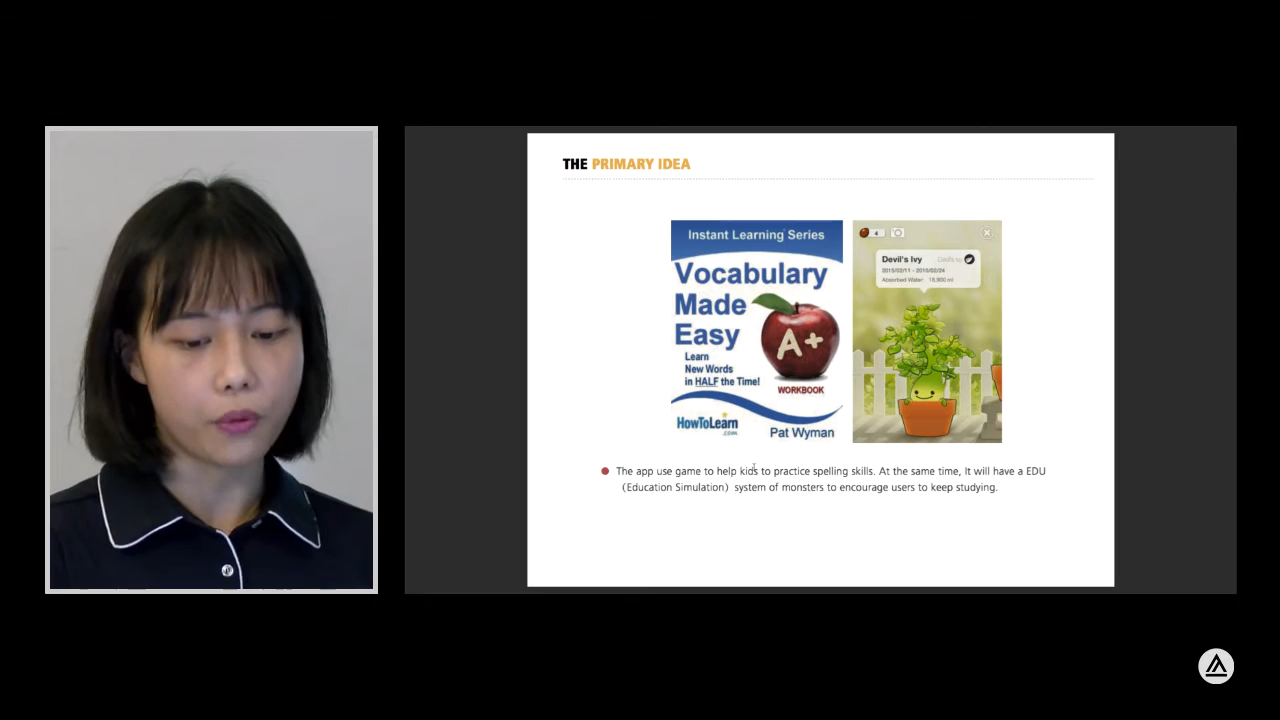 THE PRIMARY IDEA
Instant Learning Series
Vocabulary
Made
Easy
Learn
New Words
in HALF the Time!
A+
WORKBOOK
HowToLearn
.com
Pat Wyman
4
Devil's Ivy
2015/02/11 ~ 2015/02/24
Absorbed Water 16,900 ml
The app use game to help kids to practice spelling skills. At the same time, It will have a EDU
(Education Simulation) system of monsters to encourage users to keep studying.